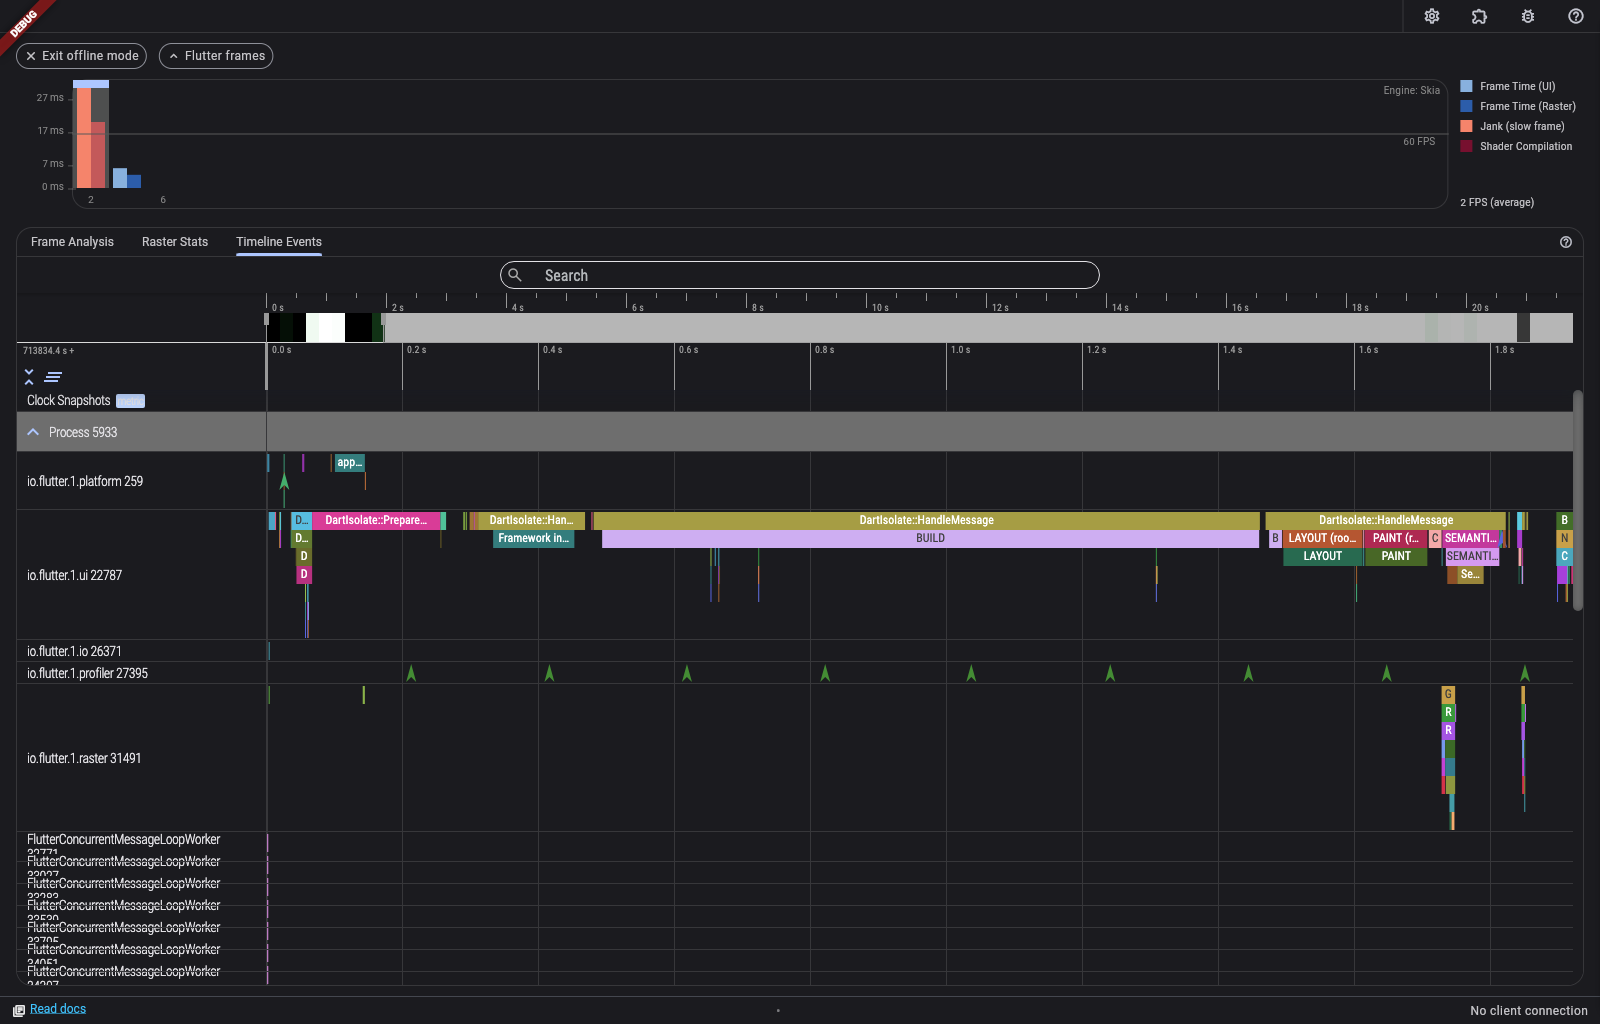 DEBUG
Exit offline mode
Flutter frames
27 ms
17 ms
7 ms
0 ms
2
6
Engine: Skia
60 FPS
Frame Time (UI)
Frame Time (Raster)
Jank (slow frame)
Shader Compilation
2 FPS (average)
Frame Analysis
Raster Stats
Timeline Events
Search
0 s
2 s
4 s
6 s
8 s
10 s
12 s
14 s
16 s
18 s
20 s
713834.4 s +
0.0 s
0.2 s
0.4 s
0.6 s
0.8 s
1.0 s
1.2 s
1.4 s
1.6 s
1.8 s
Clock Snapshots
Process 5933
io.flutter.1.platform 259
app...
io.flutter.1.ui 22787
D...
DartIsolate::Prepare...
DartIsolate::Han...
DartIsolate::HandleMessage
DartIsolate::HandleMessage
B
D...
Framework in...
BUILD
B
LAYOUT (roo...
PAINT (r...
C
SEMANTI...
N
D
LAYOUT
PAINT
SEMANTI...
C
D
Se...
io.flutter.1.io 26371
io.flutter.1.profiler 27395
io.flutter.1.raster 31491
G
R
R
FlutterConcurrentMessageLoopWorker
32771
FlutterConcurrentMessageLoopWorker
33027
FlutterConcurrentMessageLoopWorker
33283
FlutterConcurrentMessageLoopWorker
33539
FlutterConcurrentMessageLoopWorker
33795
FlutterConcurrentMessageLoopWorker
34051
FlutterConcurrentMessageLoopWorker
34307
Read docs
No client connection